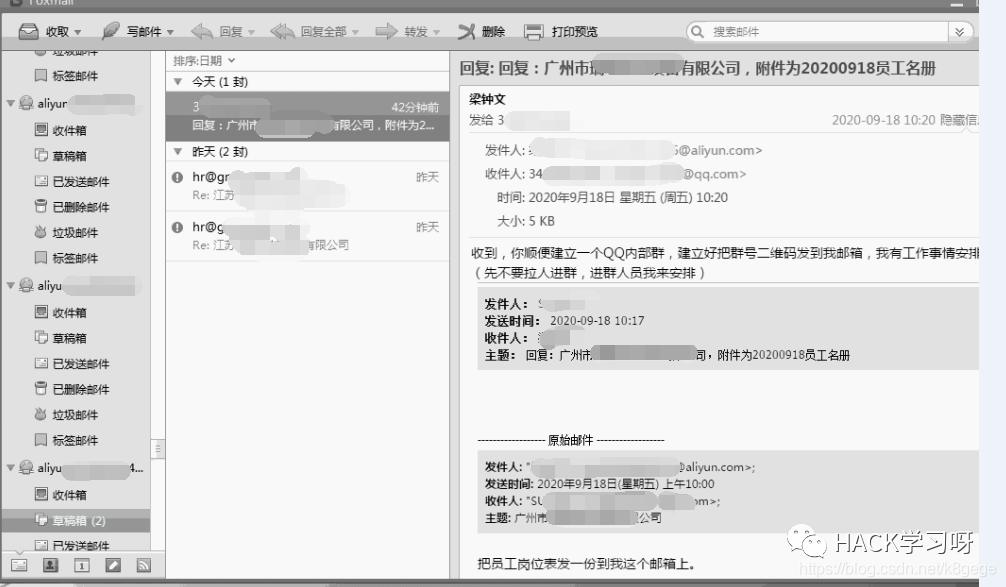 Foxmail
收取 写邮件 回复 回复全部 转发 删除 打印预览 搜索邮件
垃圾邮件
标签邮件
aliyun
收件箱
草稿箱
已发送邮件
已删除邮件
垃圾邮件
标签邮件
aliyu
收件箱
草稿箱
已发送邮件
已删除邮件
垃圾邮件
标签邮件
aliyu 4...
收件箱
草稿箱 (2)
已发送邮件
排序:日期
今天 (1 封)
3 42分钟前
回复：广州 有限公司，附件为2...
昨天 (2 封)
hr@gr 昨天
Re: 江苏
hr@g 昨天
Re: 江苏 有限公司
回复: 回复：广州市 有限公司，附件为20200918员工名册
梁钟文
发给 3 2020-09-18 10:20 隐藏信
发件人: @aliyun.com>
收件人: 34 @qq.com>
时间: 2020年9月18日 星期五 (周五) 10:20
大小: 5 KB
收到，你顺便建立一个QQ内部群，建立好把群号二维码发到我邮箱，我有工作事情安排
（先不要拉人进群，进群人员我来安排）
发件人： S
发送时间： 2020-09-18 10:17
收件人：
主题： 回复：广州市 司，附件为20200918员工名册
------------------ 原始邮件 ------------------
发件人: " @aliyun.com>;
发送时间: 2020年9月18日(星期五) 上午10:00
收件人: "SU om>;
主题: 广州市 公司
把员工岗位表发一份到我这个邮箱上。
HACK学习呀
https://blog.csdn.net/k8gege